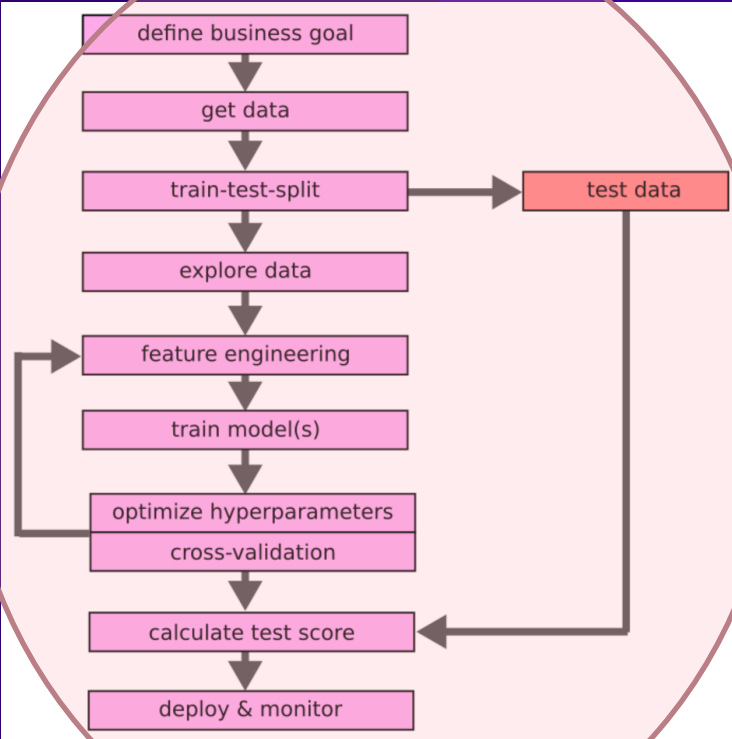 define business goal
get data
train-test-split
test data
explore data
feature engineering
train model(s)
optimize hyperparameters
cross-validation
calculate test score
deploy & monitor